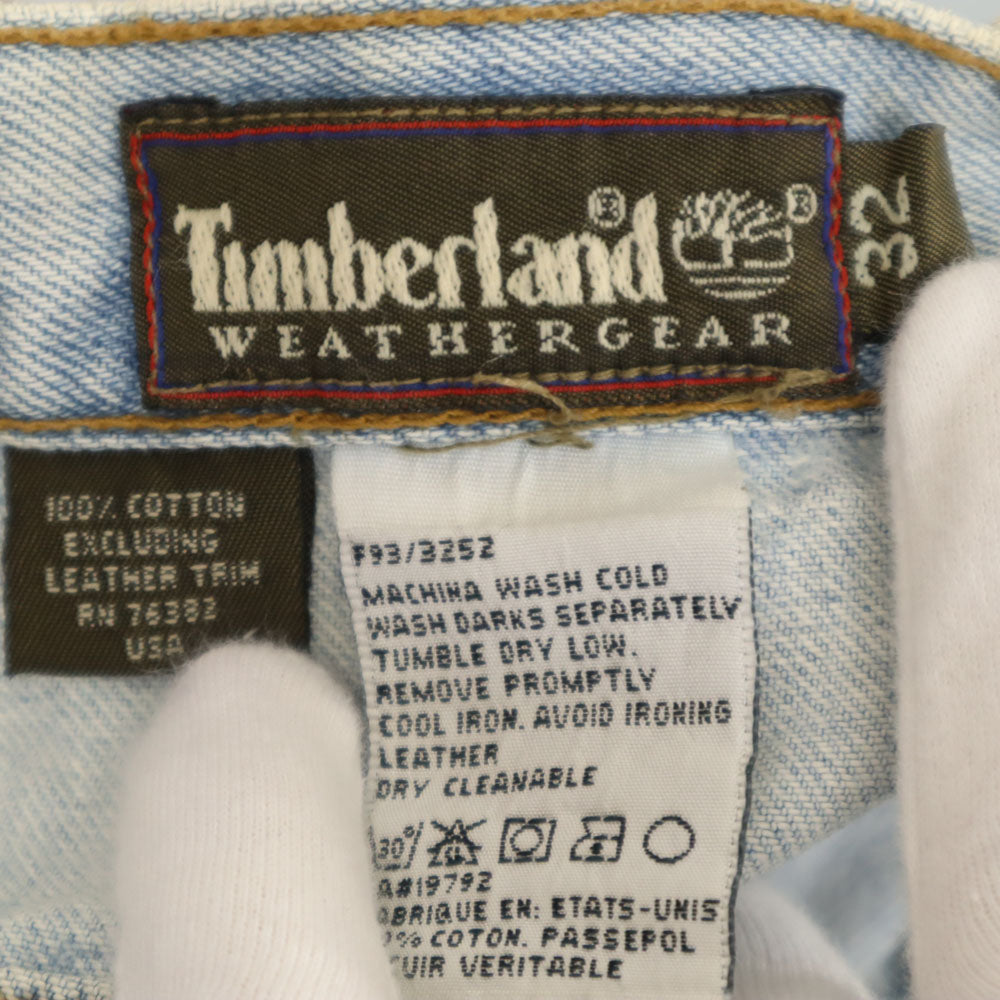 Timberland®
®
WEATHERGEAR
32
100% COTTON
EXCLUDING
LEATHER TRIM
RN 76382
USA
F93/3252
MACHINA WASH COLD
WASH DARKS SEPARATELY
TUMBLE DRY LOW.
REMOVE PROMPTLY
COOL IRON. AVOID IRONING
LEATHER
DRY CLEANABLE
30°
A#19792
ABRIQUE EN: ETATS-UNIS
% COTON. PASSEPOL
CUIR VERITABLE